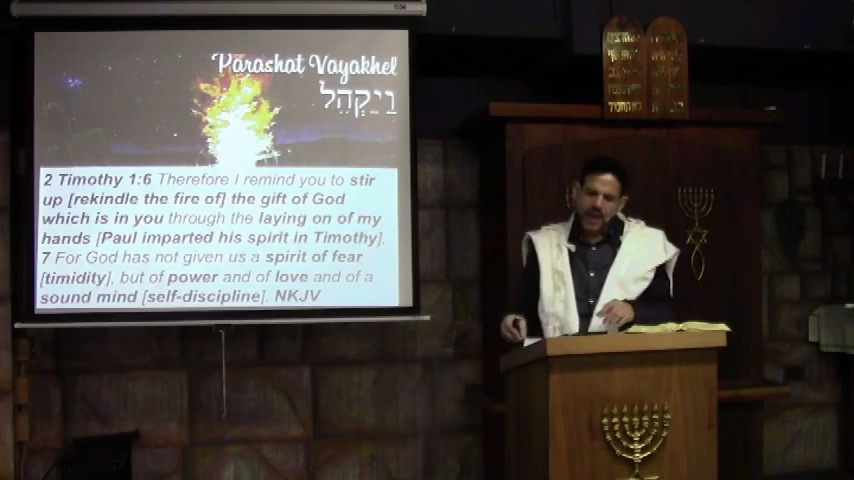 Parashat Vayakhel
וַיַּקְהֵל
2 Timothy 1:6 Therefore I remind you to stir
up [rekindle the fire of] the gift of God
which is in you through the laying on of my
hands [Paul imparted his spirit in Timothy].
7 For God has not given us a spirit of fear
[timidity], but of power and of love and of a
sound mind [self-discipline]. NKJV